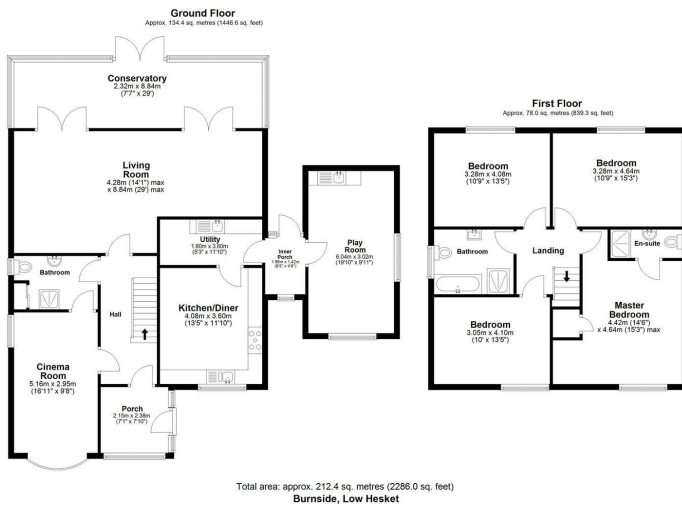 Ground Floor
Approx. 134.4 sq. metres (1446.6 sq. feet)
Conservatory
2.32m x 8.84m
(7'7" x 29')
Living
Room
4.28m (14'1") max
x 8.84m (29') max
Utility
1.60m x 3.60m
(5'3" x 11'10")
Inner
Porch
Play
Room
6.04m x 3.02m
(19'10" x 9'11")
Bathroom
Hall
Kitchen/Diner
4.08m x 3.60m
(13'5" x 11'10")
Cinema
Room
5.16m x 2.95m
(16'11" x 9'8")
Porch
2.15m x 2.38m
(7'1" x 7'10")
First Floor
Approx. 78.0 sq. metres (839.3 sq. feet)
Bedroom
3.28m x 4.08m
(10'9" x 13'5")
Bedroom
3.28m x 4.64m
(10'9" x 15'3")
Bathroom
Landing
En-suite
Bedroom
3.05m x 4.10m
(10' x 13'5")
Master
Bedroom
4.42m (14'6")
x 4.64m (15'3") max
Total area: approx. 212.4 sq. metres (2286.0 sq. feet)
Burnside, Low Hesket